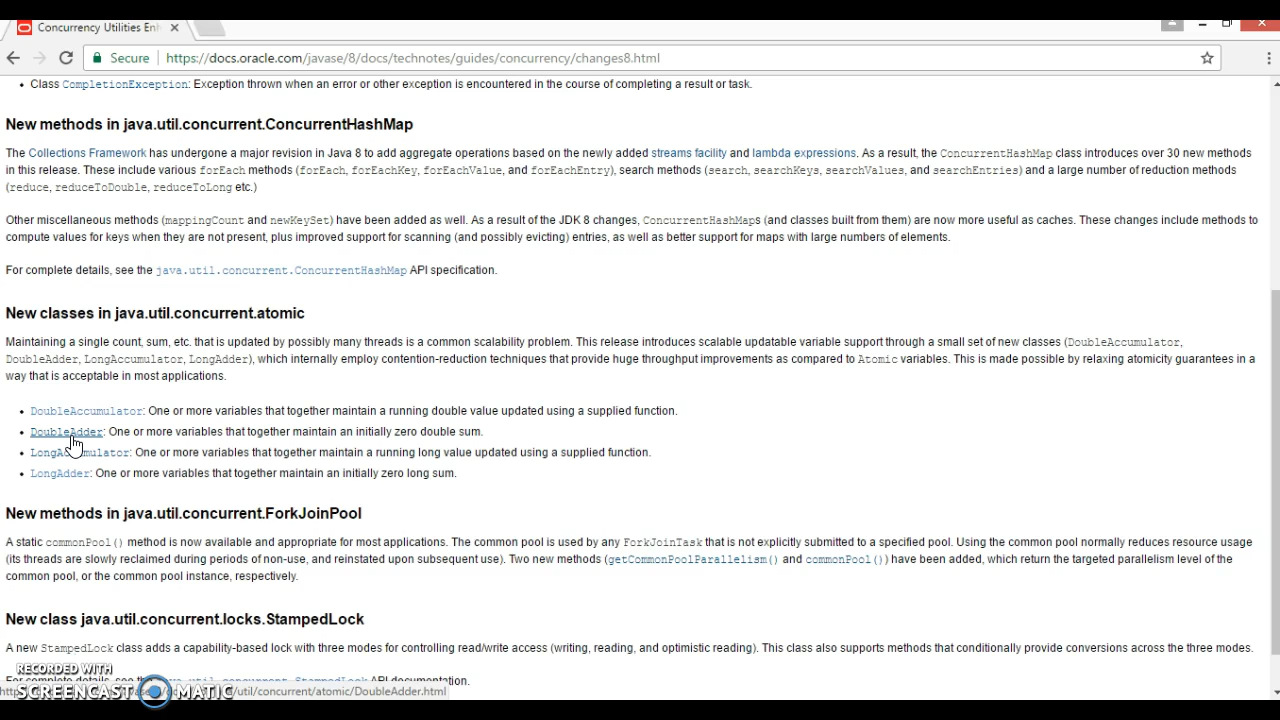 Concurrency Utilities En
Secure https://docs.oracle.com/javase/8/docs/technotes/guides/concurrency/changes8.html
• Class CompletionException: Exception thrown when an error or other exception is encountered in the course of completing a result or task.
New methods in java.util.concurrent.ConcurrentHashMap
The Collections Framework has undergone a major revision in Java 8 to add aggregate operations based on the newly added streams facility and lambda expressions. As a result, the ConcurrentHashMap class introduces over 30 new methods
in this release. These include various forEach methods (forEach, forEachKey, forEachValue, and forEachEntry), search methods (search, searchKeys, searchValues, and searchEntries) and a large number of reduction methods
(reduce, reduceToDouble, reduceToLong etc.)
Other miscellaneous methods (mappingCount and newKeySet) have been added as well. As a result of the JDK 8 changes, ConcurrentHashMaps (and classes built from them) are now more useful as caches. These changes include methods to
compute values for keys when they are not present, plus improved support for scanning (and possibly evicting) entries, as well as better support for maps with large numbers of elements.
For complete details, see the java.util.concurrent.ConcurrentHashMap API specification.
New classes in java.util.concurrent.atomic
Maintaining a single count, sum, etc. that is updated by possibly many threads is a common scalability problem. This release introduces scalable updatable variable support through a small set of new classes (DoubleAccumulator,
DoubleAdder, LongAccumulator, LongAdder), which internally employ contention-reduction techniques that provide huge throughput improvements as compared to Atomic variables. This is made possible by relaxing atomicity guarantees in a
way that is acceptable in most applications.
• DoubleAccumulator: One or more variables that together maintain a running double value updated using a supplied function.
• DoubleAdder: One or more variables that together maintain an initially zero double sum.
• LongAccumulator: One or more variables that together maintain a running long value updated using a supplied function.
• LongAdder: One or more variables that together maintain an initially zero long sum.
New methods in java.util.concurrent.ForkJoinPool
A static commonPool() method is now available and appropriate for most applications. The common pool is used by any ForkJoinTask that is not explicitly submitted to a specified pool. Using the common pool normally reduces resource usage
(its threads are slowly reclaimed during periods of non-use, and reinstated upon subsequent use). Two new methods (getCommonPoolParallelism() and commonPool()) have been added, which return the targeted parallelism level of the
common pool, or the common pool instance, respectively.
New class java.util.concurrent.locks.StampedLock
A new StampedLock class adds a capability-based lock with three modes for controlling read/write access (writing, reading, and optimistic reading). This class also supports methods that conditionally provide conversions across the three modes.
RECORDED WITH
For complete details, see the java.util.concurrent.StampedLock API documentation.
SCREENCAST MATIC
/util/concurrent/atomic/DoubleAdder.html